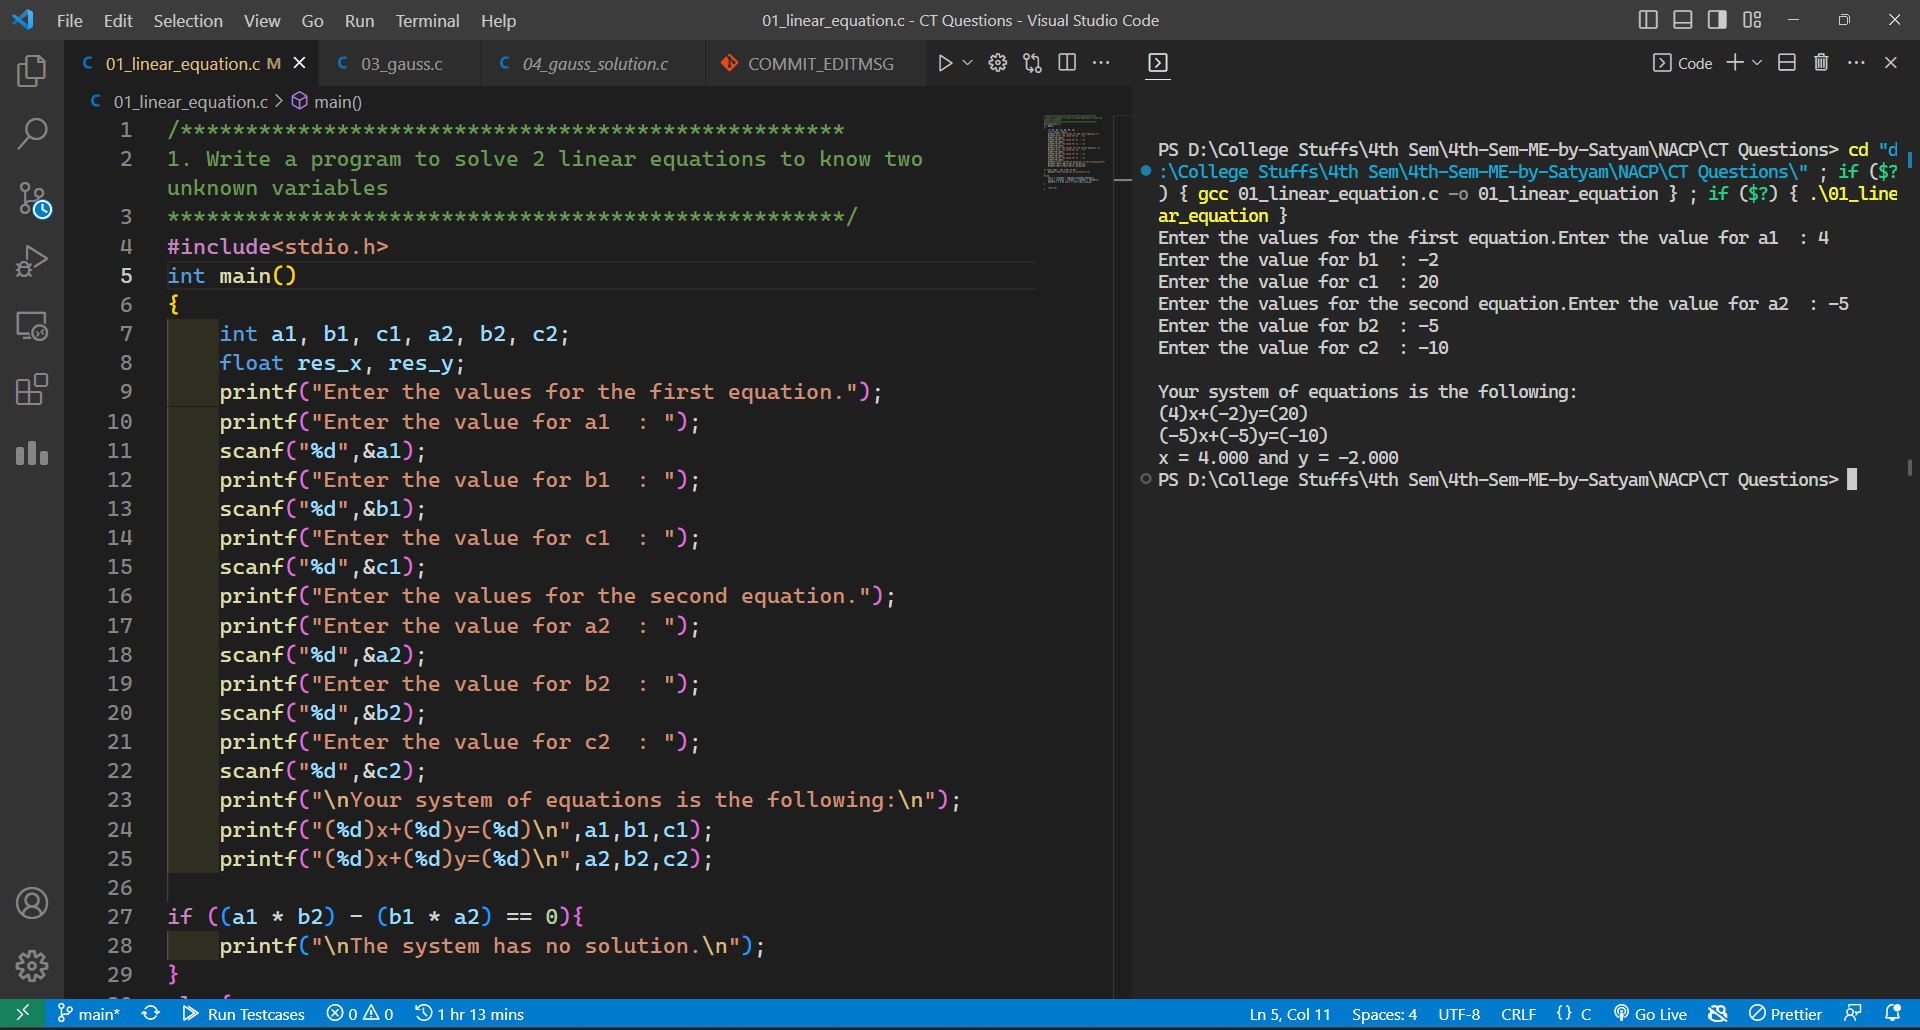 File Edit Selection View Go Run Terminal Help
01_linear_equation.c - CT Questions - Visual Studio Code
C 01_linear_equation.c M
C 03_gauss.c
C 04_gauss_solution.c
COMMIT_EDITMSG
C 01_linear_equation.c > main()
1 /***************************************************
2 1. Write a program to solve 2 linear equations to know two
unknown variables
3 ****************************************************/
4 #include<stdio.h>
5 int main()
6 {
7 int a1, b1, c1, a2, b2, c2;
8 float res_x, res_y;
9 printf("Enter the values for the first equation.");
10 printf("Enter the value for a1  : ");
11 scanf("%d",&a1);
12 printf("Enter the value for b1  : ");
13 scanf("%d",&b1);
14 printf("Enter the value for c1  : ");
15 scanf("%d",&c1);
16 printf("Enter the values for the second equation.");
17 printf("Enter the value for a2  : ");
18 scanf("%d",&a2);
19 printf("Enter the value for b2  : ");
20 scanf("%d",&b2);
21 printf("Enter the value for c2  : ");
22 scanf("%d",&c2);
23 printf("\nYour system of equations is the following:\n");
24 printf("(%d)x+(%d)y=(%d)\n",a1,b1,c1);
25 printf("(%d)x+(%d)y=(%d)\n",a2,b2,c2);
26
27 if ((a1 * b2) - (b1 * a2) == 0){
28 printf("\nThe system has no solution.\n");
29 }
Code
PS D:\College Stuffs\4th Sem\4th-Sem-ME-by-Satyam\NACP\CT Questions> cd "d
:\College Stuffs\4th Sem\4th-Sem-ME-by-Satyam\NACP\CT Questions\" ; if ($?
) { gcc 01_linear_equation.c -o 01_linear_equation } ; if ($?) { .\01_line
ar_equation }
Enter the values for the first equation.Enter the value for a1  : 4
Enter the value for b1  : -2
Enter the value for c1  : 20
Enter the values for the second equation.Enter the value for a2  : -5
Enter the value for b2  : -5
Enter the value for c2  : -10
Your system of equations is the following:
(4)x+(-2)y=(20)
(-5)x+(-5)y=(-10)
x = 4.000 and y = -2.000
PS D:\College Stuffs\4th Sem\4th-Sem-ME-by-Satyam\NACP\CT Questions>
main* Run Testcases 0 0 1 hr 13 mins
Ln 5, Col 11 Spaces: 4 UTF-8 CRLF {} C Go Live Prettier